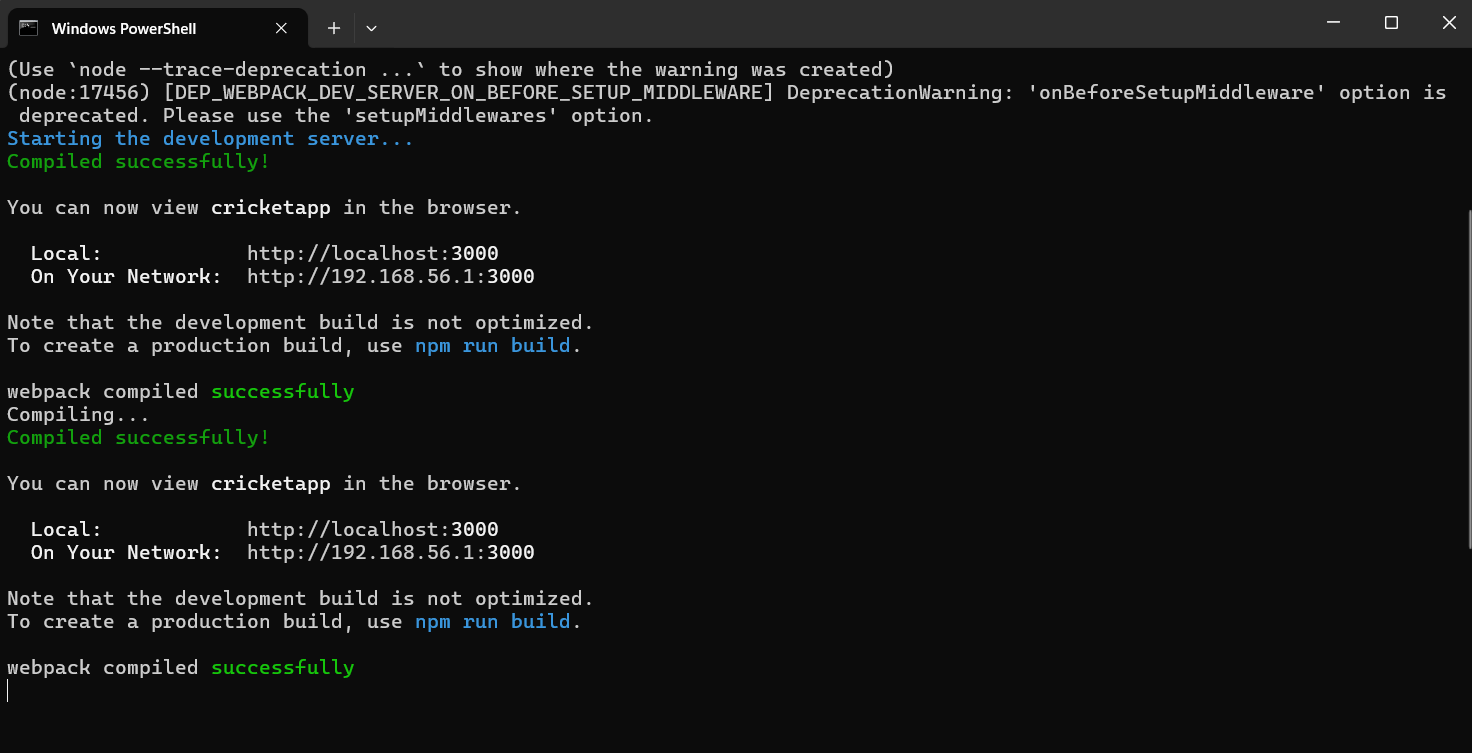 Windows PowerShell
(Use `node --trace-deprecation ...` to show where the warning was created)
(node:17456) [DEP_WEBPACK_DEV_SERVER_ON_BEFORE_SETUP_MIDDLEWARE] DeprecationWarning: 'onBeforeSetupMiddleware' option is
 deprecated. Please use the 'setupMiddlewares' option.
Starting the development server...
Compiled successfully!

You can now view cricketapp in the browser.

  Local:            http://localhost:3000
  On Your Network:  http://192.168.56.1:3000

Note that the development build is not optimized.
To create a production build, use npm run build.

webpack compiled successfully
Compiling...
Compiled successfully!

You can now view cricketapp in the browser.

  Local:            http://localhost:3000
  On Your Network:  http://192.168.56.1:3000

Note that the development build is not optimized.
To create a production build, use npm run build.

webpack compiled successfully